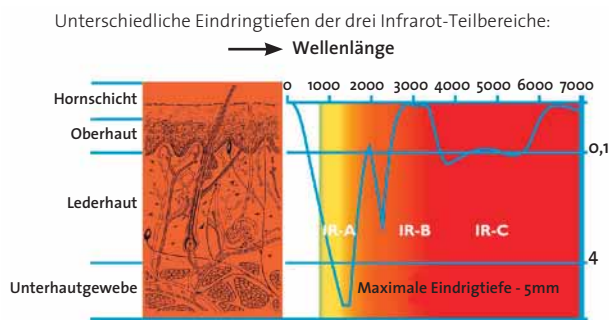 Unterschiedliche Eindringtiefen der drei Infrarot-Teilbereiche:
Wellenlänge
0 1000 2000 3000 4000 5000 6000 7000
Hornschicht
Oberhaut
0,1
Lederhaut
IR-A IR-B IR-C
4
Unterhautgewebe
Maximale Eindrigtiefe - 5mm